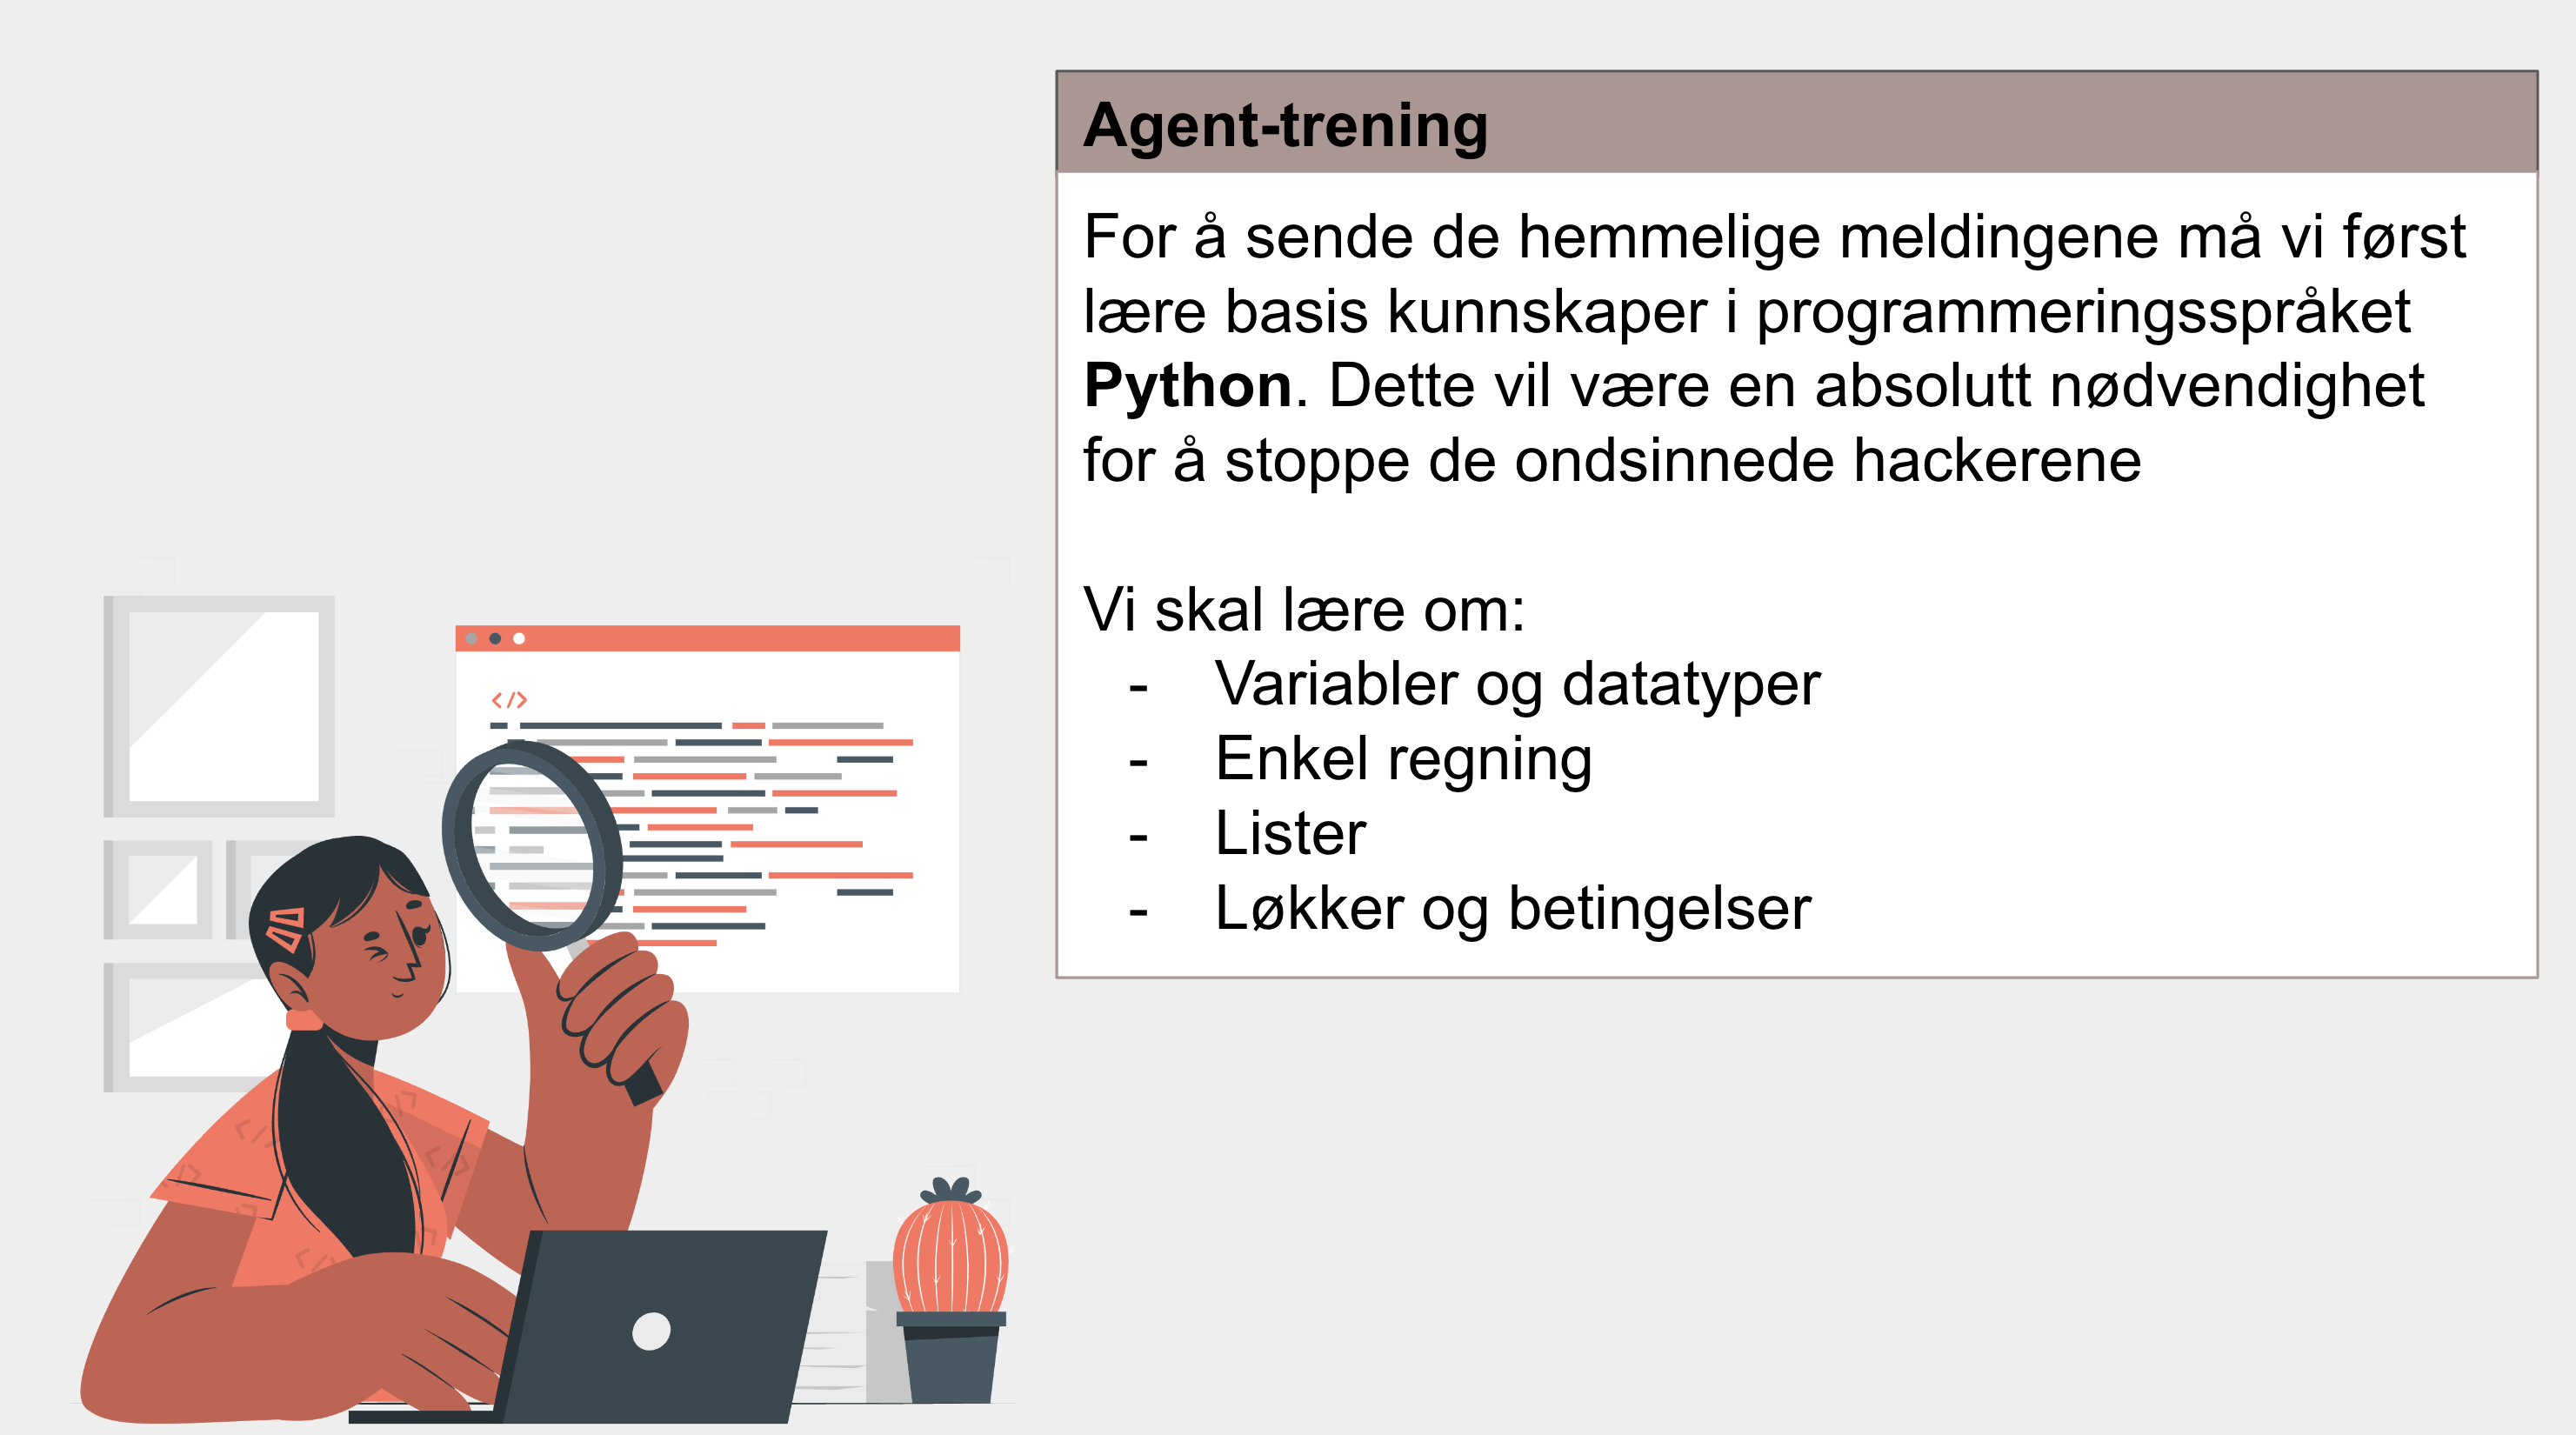 Agent-trening
For å sende de hemmelige meldingene må vi først
lære basis kunnskaper i programmeringsspråket
Python. Dette vil være en absolutt nødvendighet
for å stoppe de ondsinnede hackerene
Vi skal lære om:
- Variabler og datatyper
- Enkel regning
- Lister
- Løkker og betingelser
</>